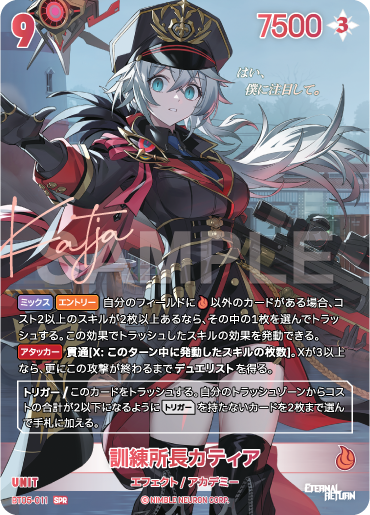 9
7500 3
はい、
僕に注目して。
Katja
SAMPLE
ミックス エントリー 自分のフィールドに以外のカードがある場合、コ
スト2以上のスキルが2枚以上あるなら、その中の1枚を選んでトラッ
シュする。この効果でトラッシュしたスキルの効果を発動できる。
アタッカー 貫通[X: このターン中に発動したスキルの枚数]。Xが3以上
なら、更にこの攻撃が終わるまでデュエリストを得る。
トリガー / このカードをトラッシュする。自分のトラッシュゾーンからコス
トの合計が2以下になるように トリガー を持たないカードを2枚まで選ん
で手札に加える。
訓練所長カティア
UNIT
エフェクト / アカデミー
ST06-011 SPR
© NIMBLE NEURON CORP.
ETERNAL
RETURN